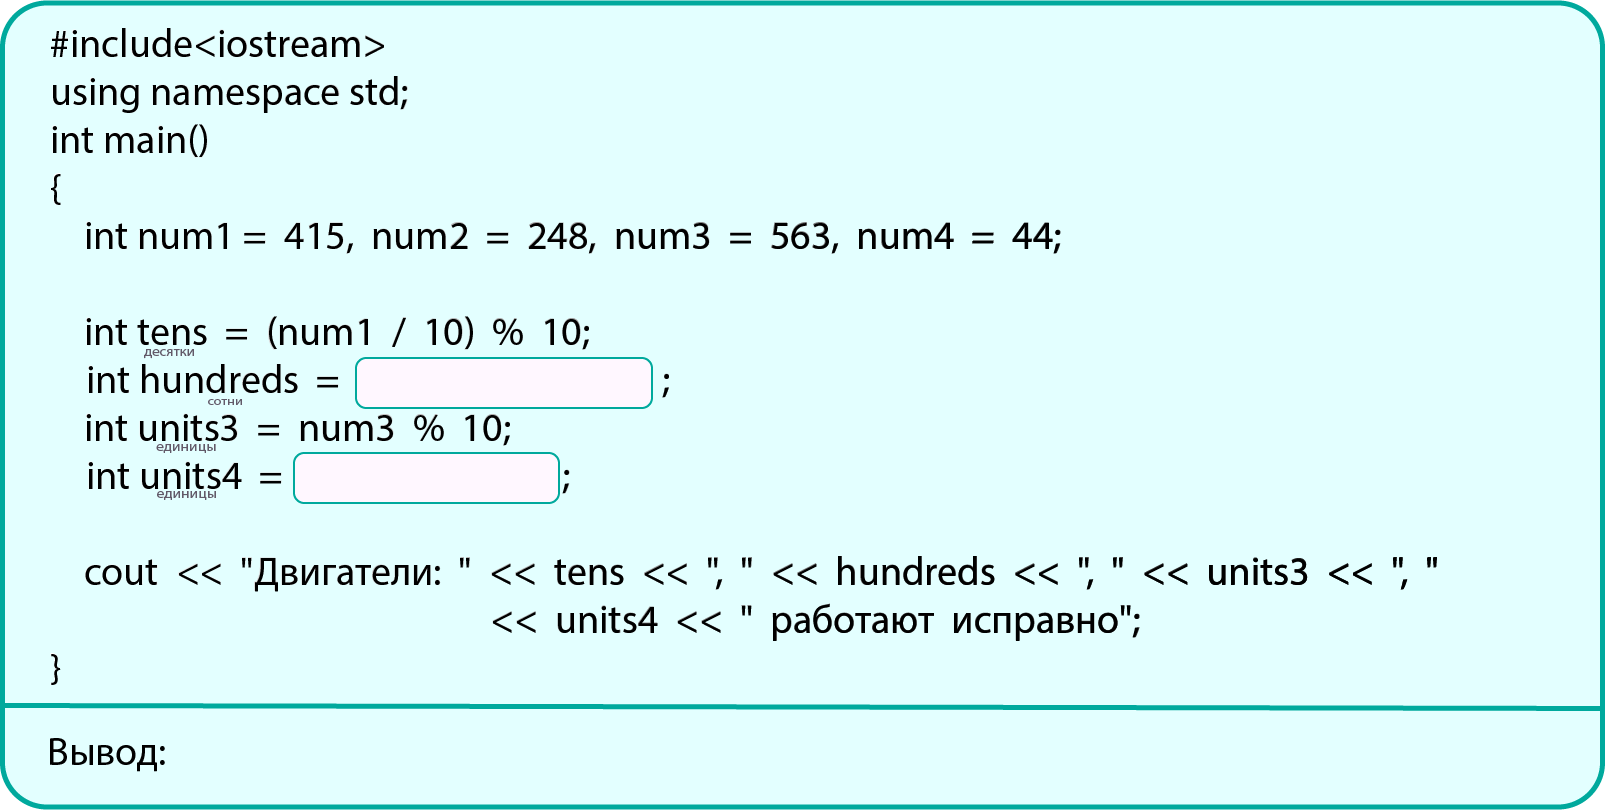 #include<iostream>
using namespace std;
int main()
{
int num1 = 415, num2 = 248, num3 = 563, num4 = 44;
int tens = (num1 / 10) % 10;
десятки
int hundreds = ;
сотни
int units3 = num3 % 10;
единицы
int units4 = ;
единицы
cout << "Двигатели: " << tens << ", " << hundreds << ", " << units3 << ", "
<< units4 << " работают исправно";
}
Вывод: